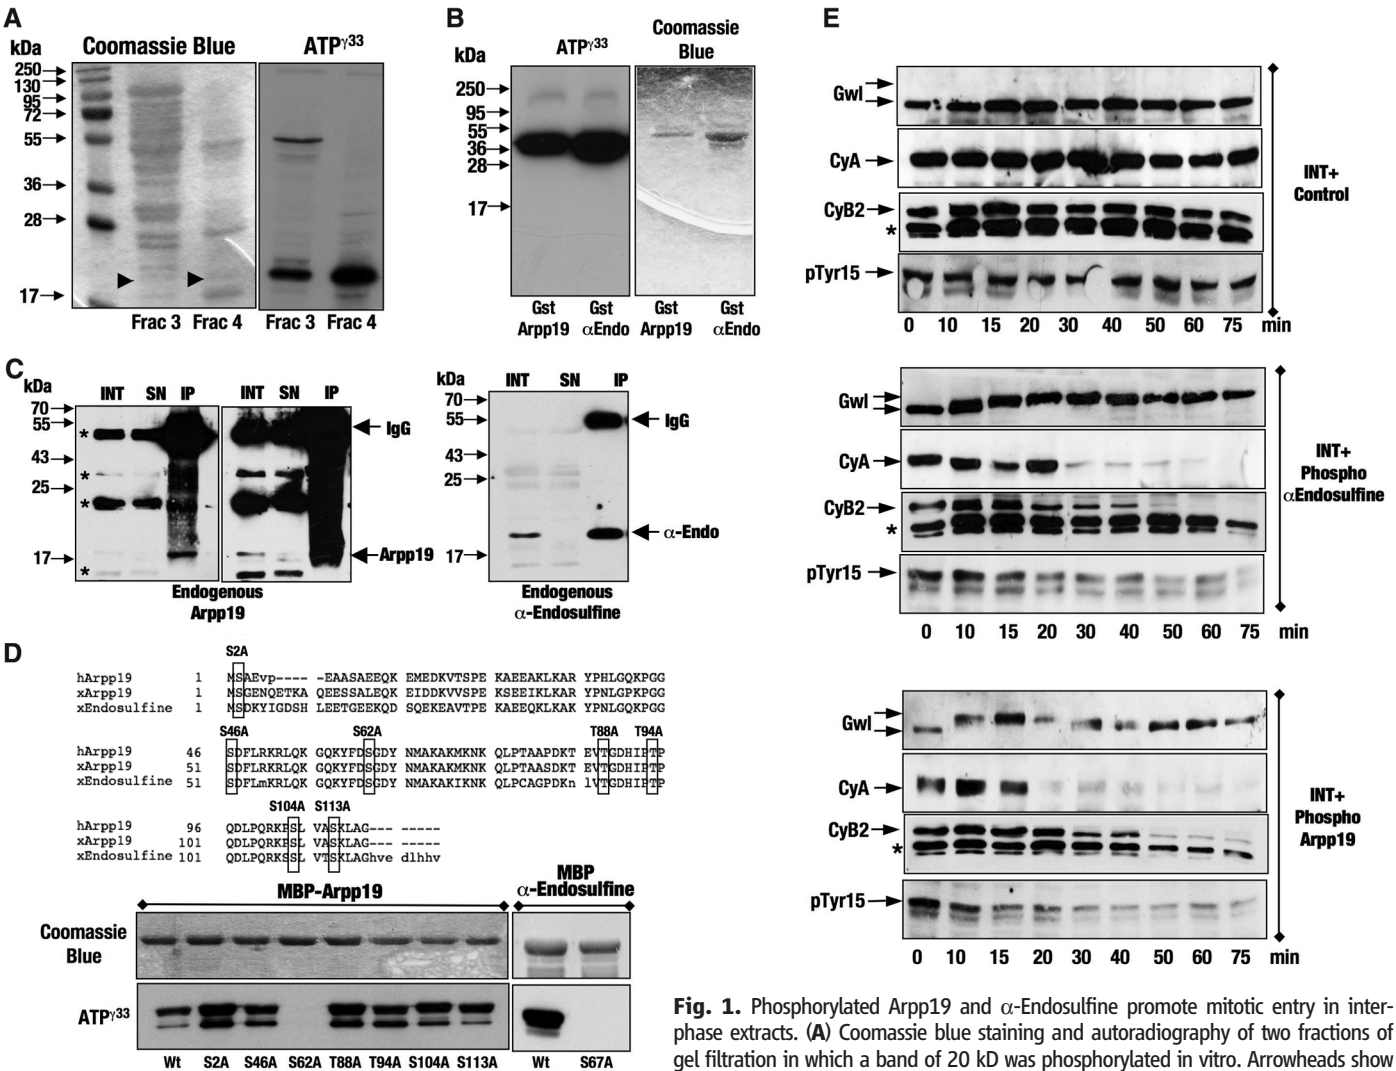 A
kDa
Coomassie Blue
ATPγ33
250
130
95
72
55
36
28
17
Frac 3 Frac 4
Frac 3 Frac 4
B
kDa
ATPγ33
Coomassie
Blue
250
95
55
36
28
17
Gst
Arpp19
Gst
αEndo
Gst
Arpp19
Gst
αEndo
C
kDa
INT SN IP
INT SN IP
70
55
43
25
17
*
*
*
*
IgG
Arpp19
Endogenous
Arpp19
kDa
INT SN IP
70
55
43
25
17
IgG
α-Endo
Endogenous
α-Endosulfine
D
S2A
hArpp19 1 MSAEvp---- -EAASAEEQK EMEDKVTSPE KAEEAKLKAR YPHLGQKPGG
xArpp19 1 MSGENQETKA QEESSALEQK EIDDKVVSPE KSEEIKLKAR YPNLGPKPGG
xEndosulfine 1 MSDKYIGDSH LEETGEEKQD SQEKEAVTPE KAEEQKLKAK YPNLGQKPGG
S46A S62A T88A T94A
hArpp19 46 SDFLRKRLQK GQKYFDSGDY NMAKAKMKNK QLPTAAPDKT EVTGDHIPTP
xArpp19 51 SDFLRKRLQK GQKYFDSGDY NMAKAKMKNK QLPTAASDKT EVTGDHIPTP
xEndosulfine 51 SDFLmKRLQK GQKYFDSGDY NMAKAKIKNK QLPCAGPDKn lVTGDHIPTP
S104A S113A
hArpp19 96 QDLPQRKPSL VASKLAG--- -----
xArpp19 101 QDLPQRKPSL VASKLAG--- -----
xEndosulfine 101 QDLPQRKSSL VTSKLAGhve dlhhv
MBP-Arpp19
MBP
α-Endosulfine
Coomassie
Blue
ATPγ33
Wt S2A S46A S62A T88A T94A S104A S113A
Wt S67A
E
Gwl
CyA
CyB2
*
pTyr15
0 10 15 20 30 40 50 60 75 min
INT+
Control
Gwl
CyA
CyB2
*
pTyr15
0 10 15 20 30 40 50 60 75 min
INT+
Phospho
αEndosulfine
Gwl
CyA
CyB2
*
pTyr15
0 10 15 20 30 40 50 60 75 min
INT+
Phospho
Arpp19
Fig. 1. Phosphorylated Arpp19 and α-Endosulfine promote mitotic entry in inter-
phase extracts. (A) Coomassie blue staining and autoradiography of two fractions of
gel filtration in which a band of 20 kD was phosphorylated in vitro. Arrowheads show